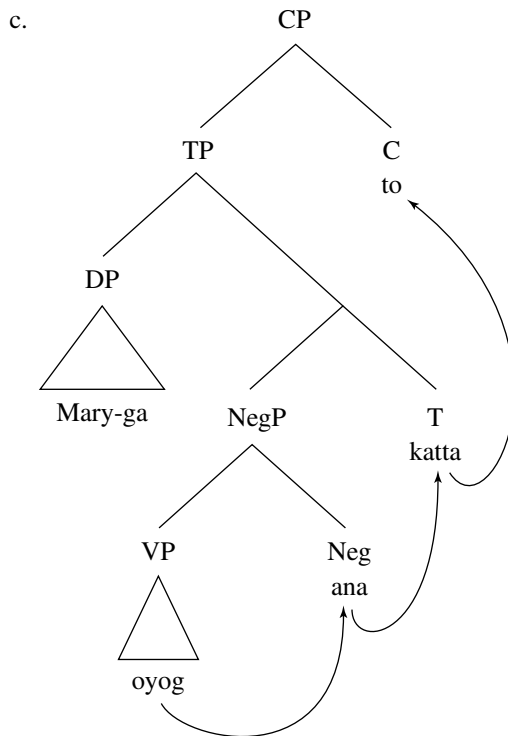 c.
CP
TP C
to
DP
Mary-ga NegP T
katta
VP Neg
ana
oyog